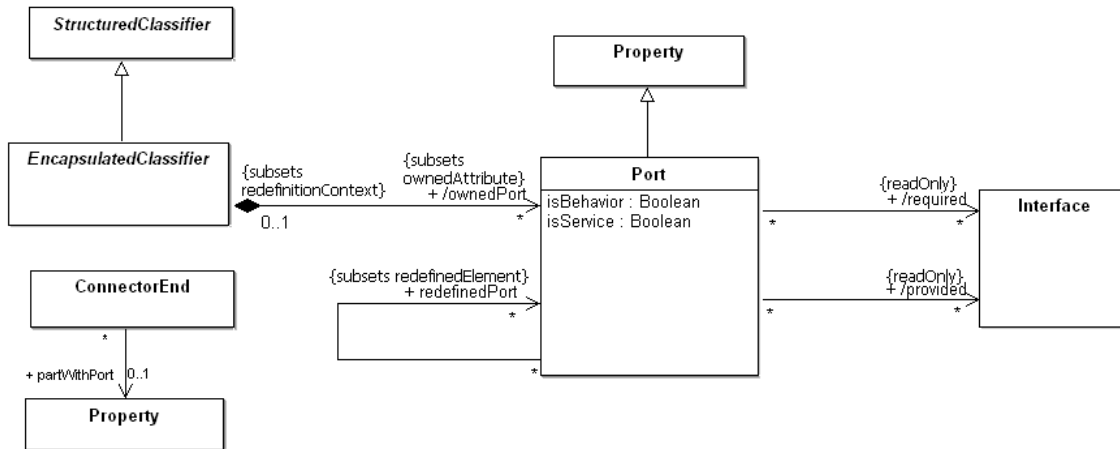 StructuredClassifier
Property
EncapsulatedClassifier
{subsets
redefinitionContext}
0..1
{subsets
ownedAttribute}
+ /ownedPort
*
Port
isBehavior : Boolean
isService : Boolean
{readOnly}
+ /required
*
*
Interface
{readOnly}
+ /provided
*
*
{subsets redefinedElement}
+ redefinedPort
*
*
ConnectorEnd
*
+ partWithPort
0..1
Property